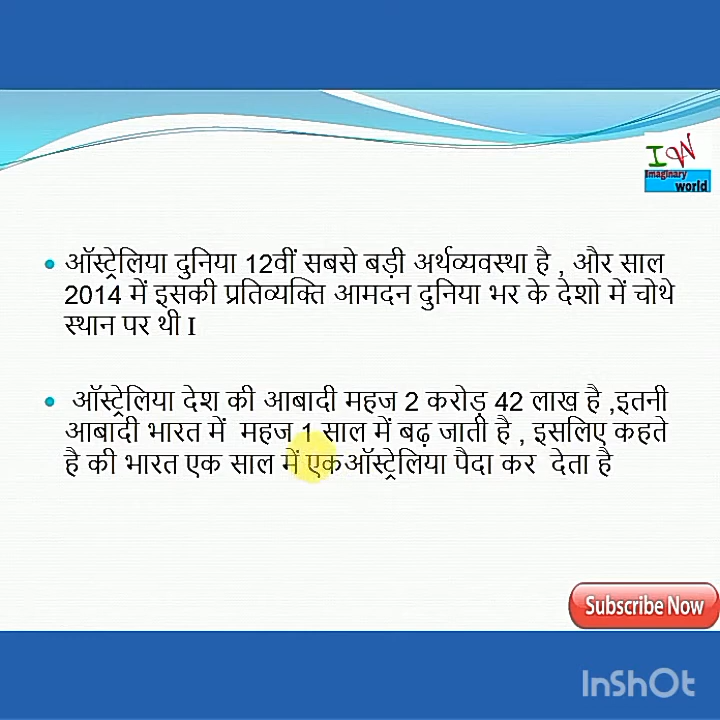 IW
Imaginary
world
ऑस्ट्रेलिया दुनिया 12वीं सबसे बड़ी अर्थव्यवस्था है , और साल
2014 में इसकी प्रतिव्यक्ति आमदन दुनिया भर के देशो में चोथे
स्थान पर थी I
ऑस्ट्रेलिया देश की आबादी महज 2 करोड़ 42 लाख है ,इतनी
आबादी भारत में महज 1 साल में बढ़ जाती है , इसलिए कहते
है की भारत एक साल में एकऑस्ट्रेलिया पैदा कर देता है
Subscribe Now
InShOt